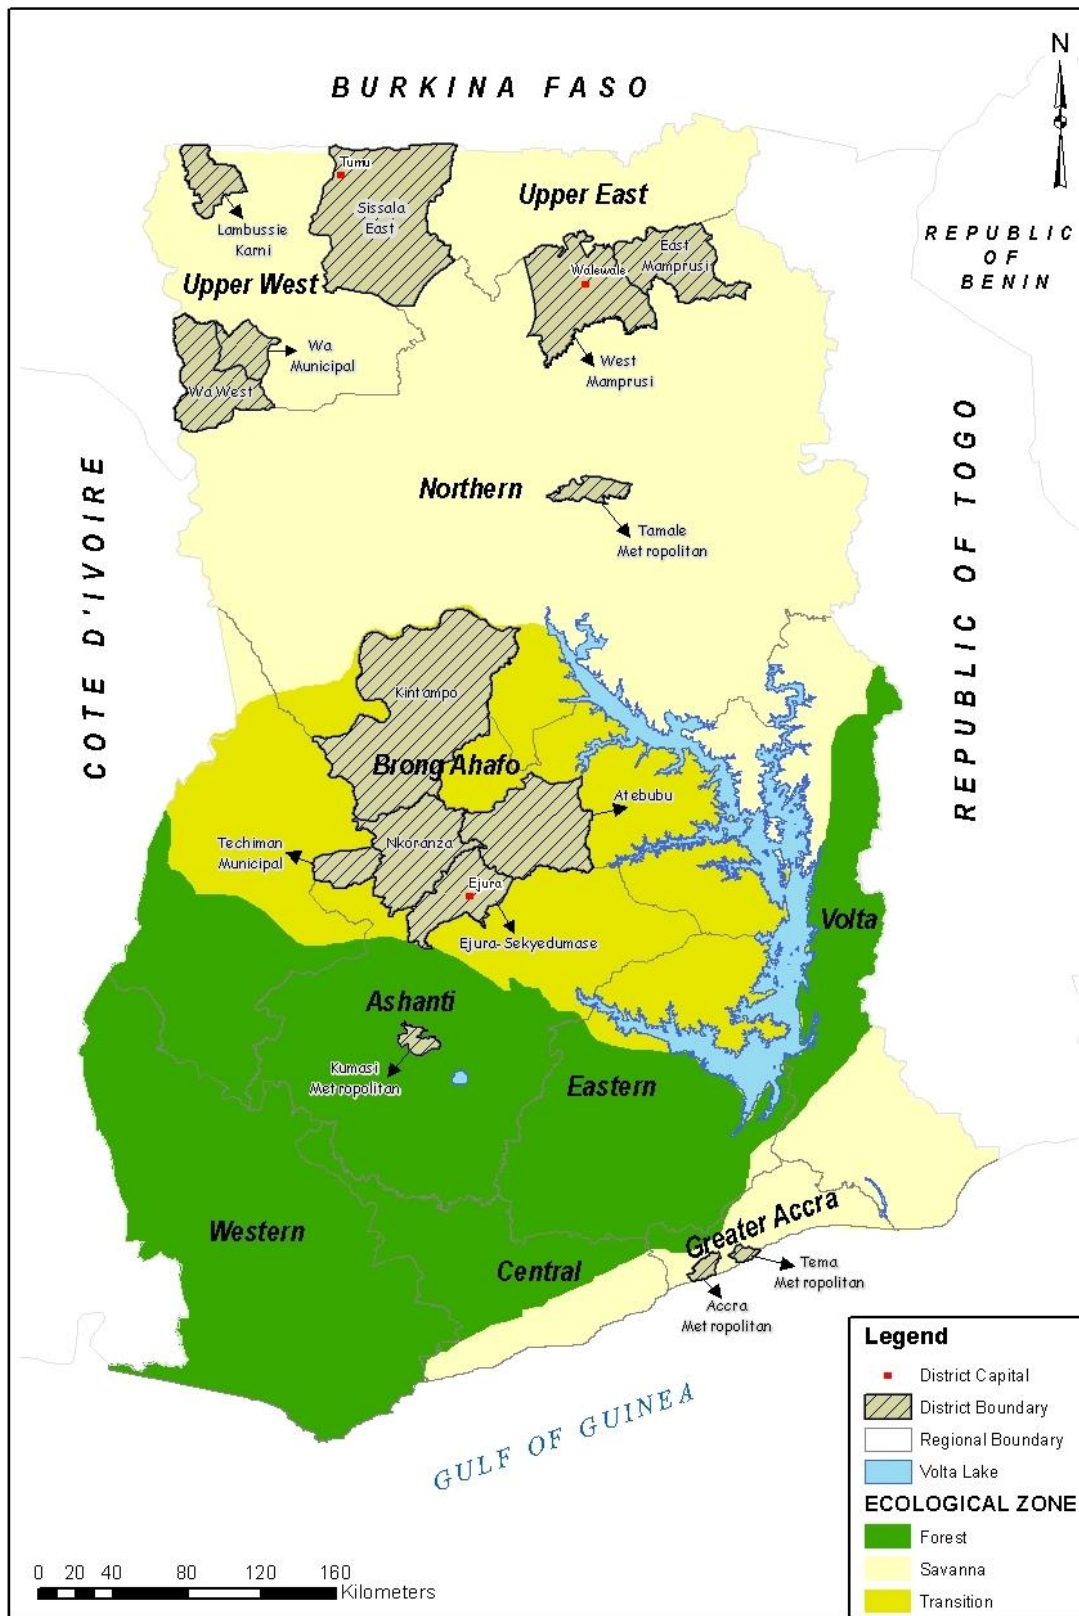 N
BURKINA FASO
Tumu
Sissala
East
Upper East
Lambussie
Karni
REPUBLIC
OF
BENIN
East
Mamprusi
Walewale
Upper West
Wa
Municipal
West
Mamprusi
Wa West
COTE D'IVOIRE
REPUBLIC OF TOGO
Northern
Tamale
Metropolitan
Kintampo
Brong Ahafo
Atebubu
Techiman
Municipal
Nkoranza
Ejura
Volta
Ejura-Sekyedumase
Ashanti
Kumasi
Metropolitan
Eastern
Western
Greater Accra
Central
Tema
Metropolitan
Accra
Metropolitan
GULF OF GUINEA
Legend
District Capital
District Boundary
Regional Boundary
Volta Lake
ECOLOGICAL ZONE
Forest
Savanna
Transition
0 20 40 80 120 160
Kilometers